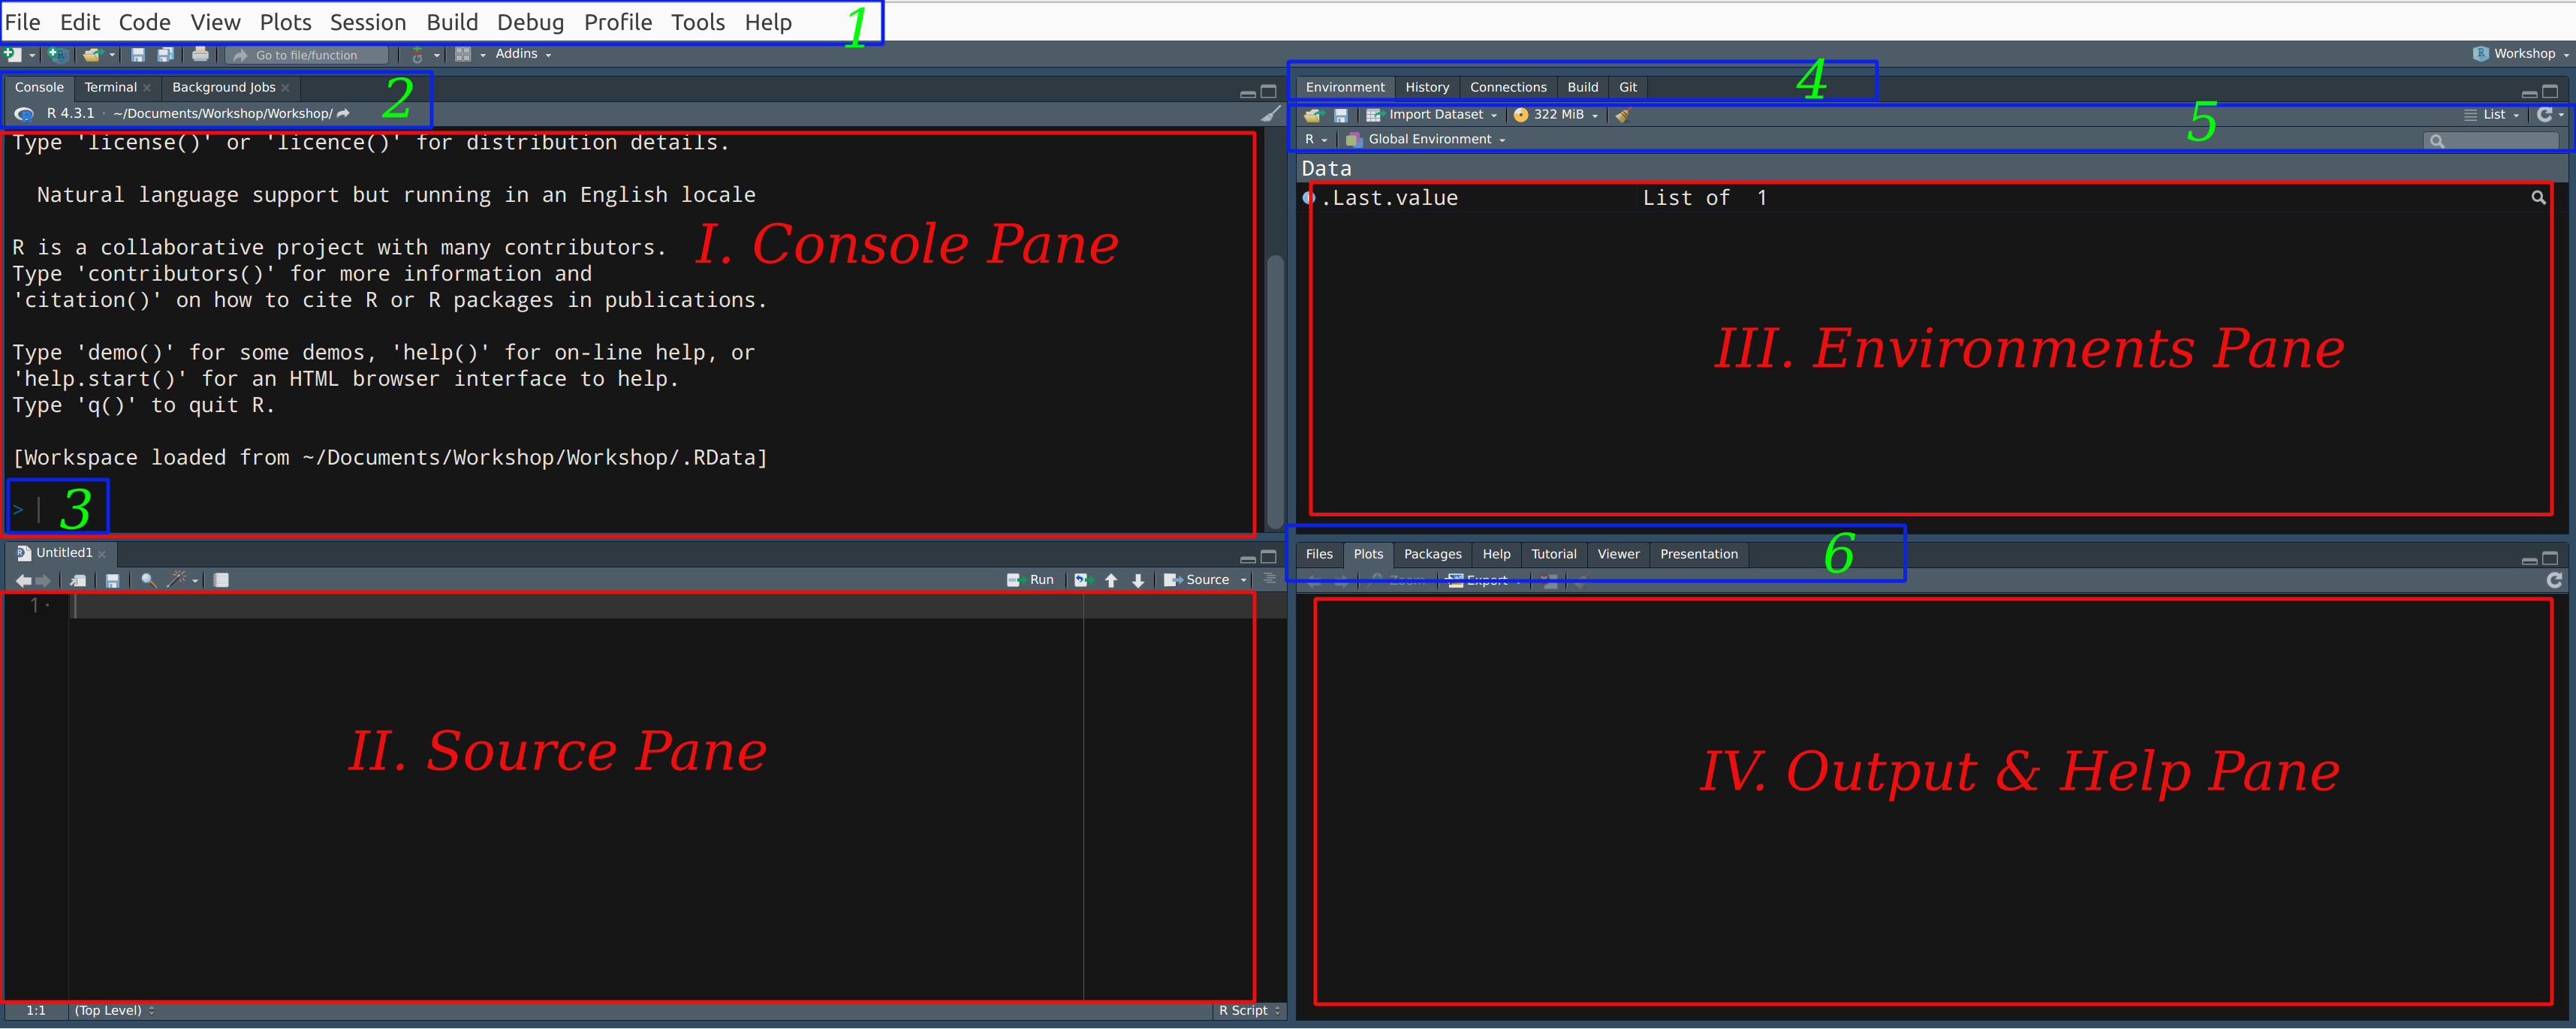 File Edit Code View Plots Session Build Debug Profile Tools Help 1
Go to file/function Addins Workshop
Console Terminal Background Jobs 2
R 4.3.1 · ~/Documents/Workshop/Workshop/
Type 'license()' or 'licence()' for distribution details.
Natural language support but running in an English locale
R is a collaborative project with many contributors.
Type 'contributors()' for more information and
'citation()' on how to cite R or R packages in publications.
Type 'demo()' for some demos, 'help()' for on-line help, or
'help.start()' for an HTML browser interface to help.
Type 'q()' to quit R.
[Workspace loaded from ~/Documents/Workshop/Workshop/.RData]
> 3
I. Console Pane
Environment History Connections Build Git 4
Import Dataset 322 MiB 5 List
R Global Environment
Data
.Last.value List of 1
III. Environments Pane
Untitled1
Run Source
1
II. Source Pane
1:1 (Top Level) R Script
Files Plots Packages Help Tutorial Viewer Presentation 6
Zoom Export
IV. Output & Help Pane